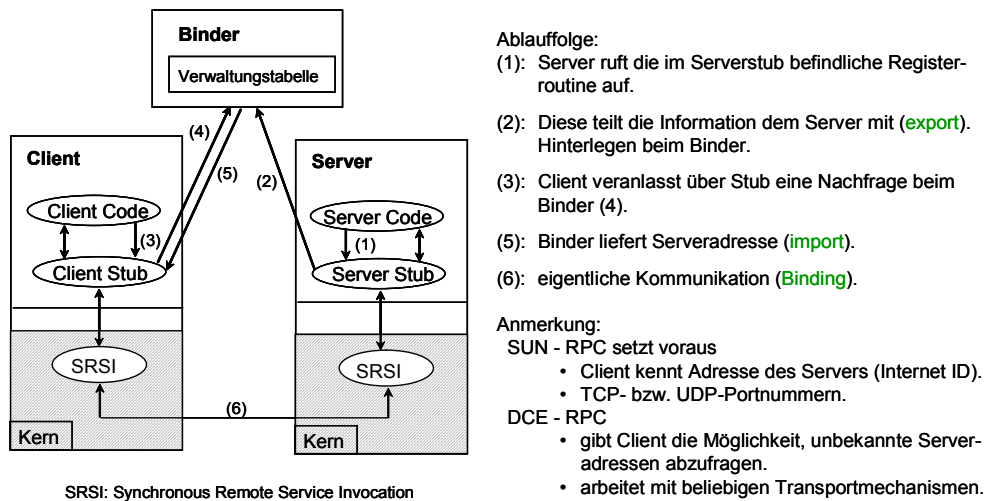 Binder
Verwaltungstabelle
(4)
(5)
(2)
Client
Client Code
(3)
Client Stub
SRSI
Kern
Server
Server Code
(1)
Server Stub
SRSI
Kern
(6)
SRSI: Synchronous Remote Service Invocation
Ablauffolge:
(1): Server ruft die im Serverstub befindliche Register-
routine auf.
(2): Diese teilt die Information dem Server mit (export).
Hinterlegen beim Binder.
(3): Client veranlasst über Stub eine Nachfrage beim
Binder (4).
(5): Binder liefert Serveradresse (import).
(6): eigentliche Kommunikation (Binding).
Anmerkung:
SUN - RPC setzt voraus
• Client kennt Adresse des Servers (Internet ID).
• TCP- bzw. UDP-Portnummern.
DCE - RPC
• gibt Client die Möglichkeit, unbekannte Server-
adressen abzufragen.
• arbeitet mit beliebigen Transportmechanismen.